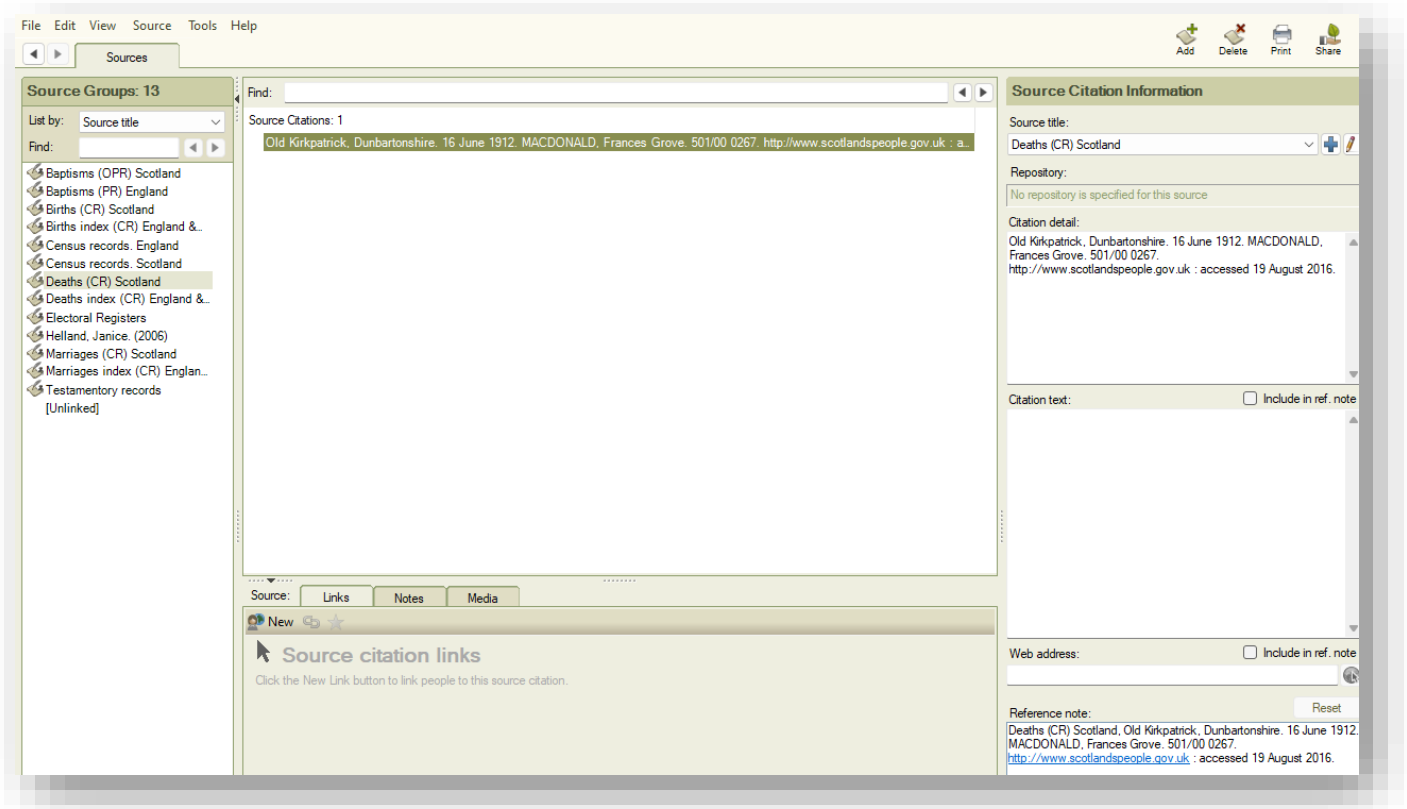 File Edit View Source Tools Help
Add Delete Print Share
Sources
Source Groups: 13
List by: Source title
Find:
Baptisms (OPR) Scotland
Baptisms (PR) England
Births (CR) Scotland
Births index (CR) England &...
Census records. England
Census records. Scotland
Deaths (CR) Scotland
Deaths index (CR) England &...
Electoral Registers
Helland, Janice. (2006)
Marriages (CR) Scotland
Marriages index (CR) Englan...
Testamentory records
[Unlinked]
Find:
Source Citations: 1
Old Kirkpatrick, Dunbartonshire. 16 June 1912. MACDONALD, Frances Grove. 501/00 0267. http://www.scotlandspeople.gov.uk : a...
Source: Links Notes Media
New
Source citation links
Click the New Link button to link people to this source citation.
Source Citation Information
Source title:
Deaths (CR) Scotland
Repository:
No repository is specified for this source
Citation detail:
Old Kirkpatrick, Dunbartonshire. 16 June 1912. MACDONALD,
Frances Grove. 501/00 0267.
http://www.scotlandspeople.gov.uk : accessed 19 August 2016.
Citation text: Include in ref. note
Web address: Include in ref. note
Reset
Reference note:
Deaths (CR) Scotland, Old Kirkpatrick, Dunbartonshire. 16 June 1912.
MACDONALD, Frances Grove. 501/00 0267.
http://www.scotlandspeople.gov.uk : accessed 19 August 2016.